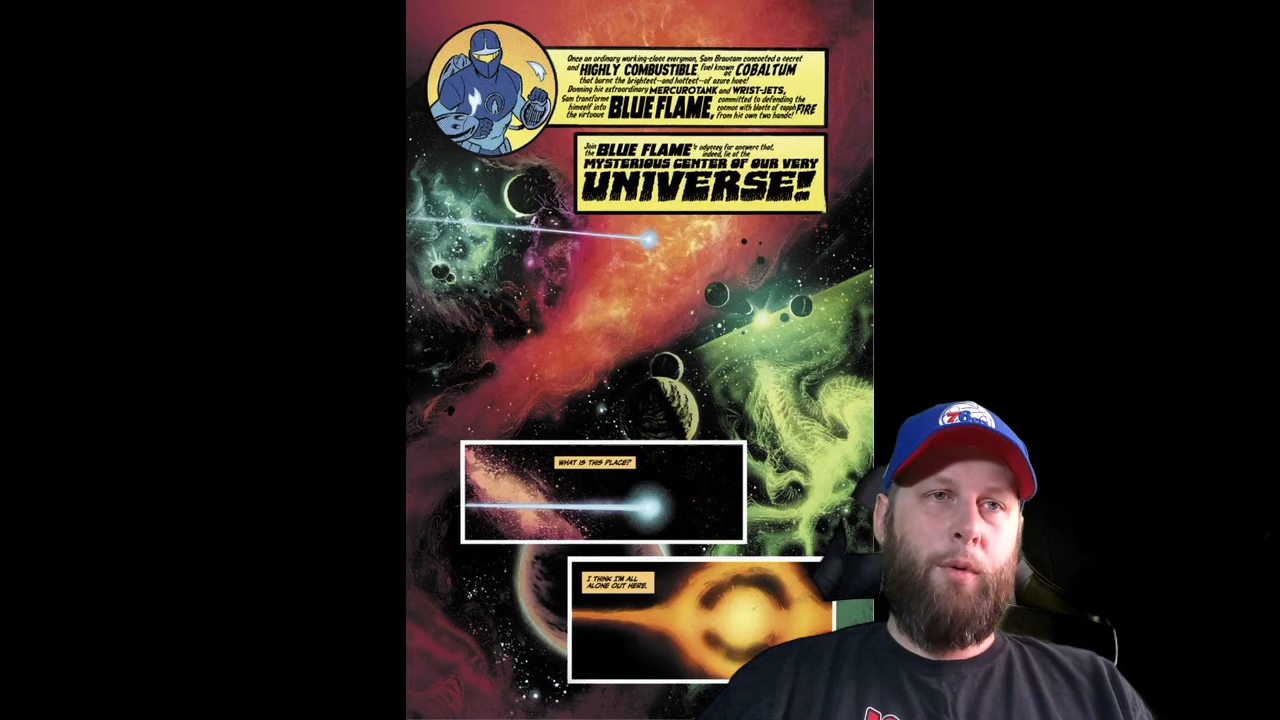 Once an ordinary working-class everyman, Sam Brausam concocted a secret
and HIGHLY COMBUSTIBLE fuel known as COBALTUM
that burns the brightest--and hottest--of azure hues!
Donning his extraordinary MERCUROTANK and WRIST-JETS,
Sam transforms himself into the virtuous BLUE FLAME, committed to defending the cosmos with blasts of sapphFIRE from his own two hands!
Join the BLUE FLAME's odyssey for answers that, indeed, lie at the
MYSTERIOUS CENTER OF OUR VERY
UNIVERSE!
WHAT IS THIS PLACE?
I THINK I'M ALL
ALONE OUT HERE.
76ers